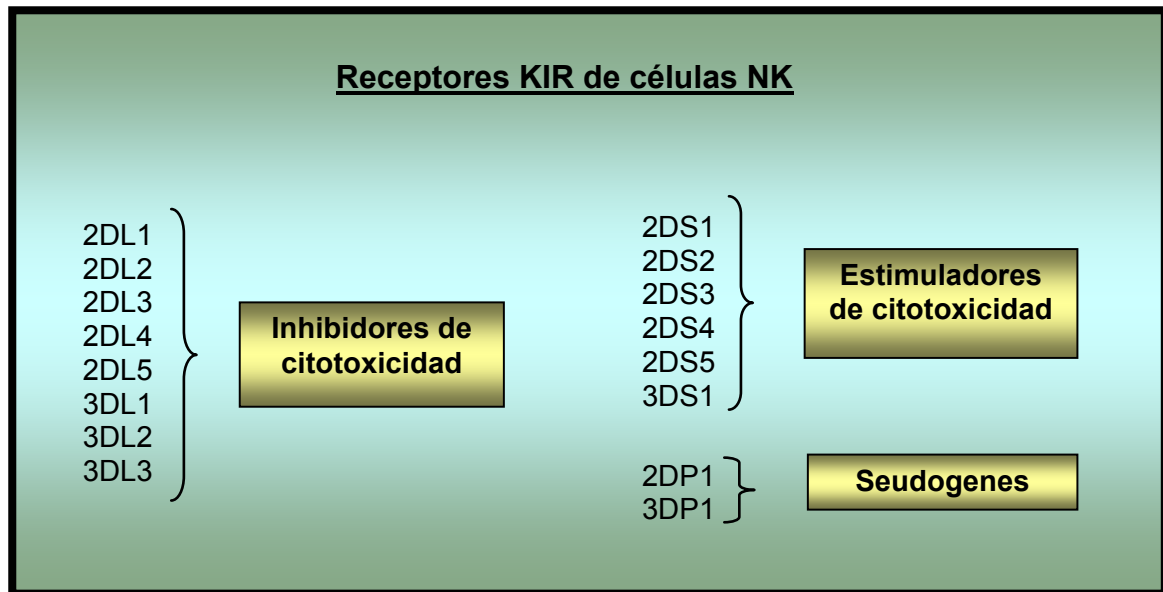 Receptores KIR de células NK
2DL1
2DL2
2DL3
2DL4
2DL5
3DL1
3DL2
3DL3
Inhibidores de
citotoxicidad
2DS1
2DS2
2DS3
2DS4
2DS5
3DS1
Estimuladores
de citotoxicidad
2DP1
3DP1
Seudogenes